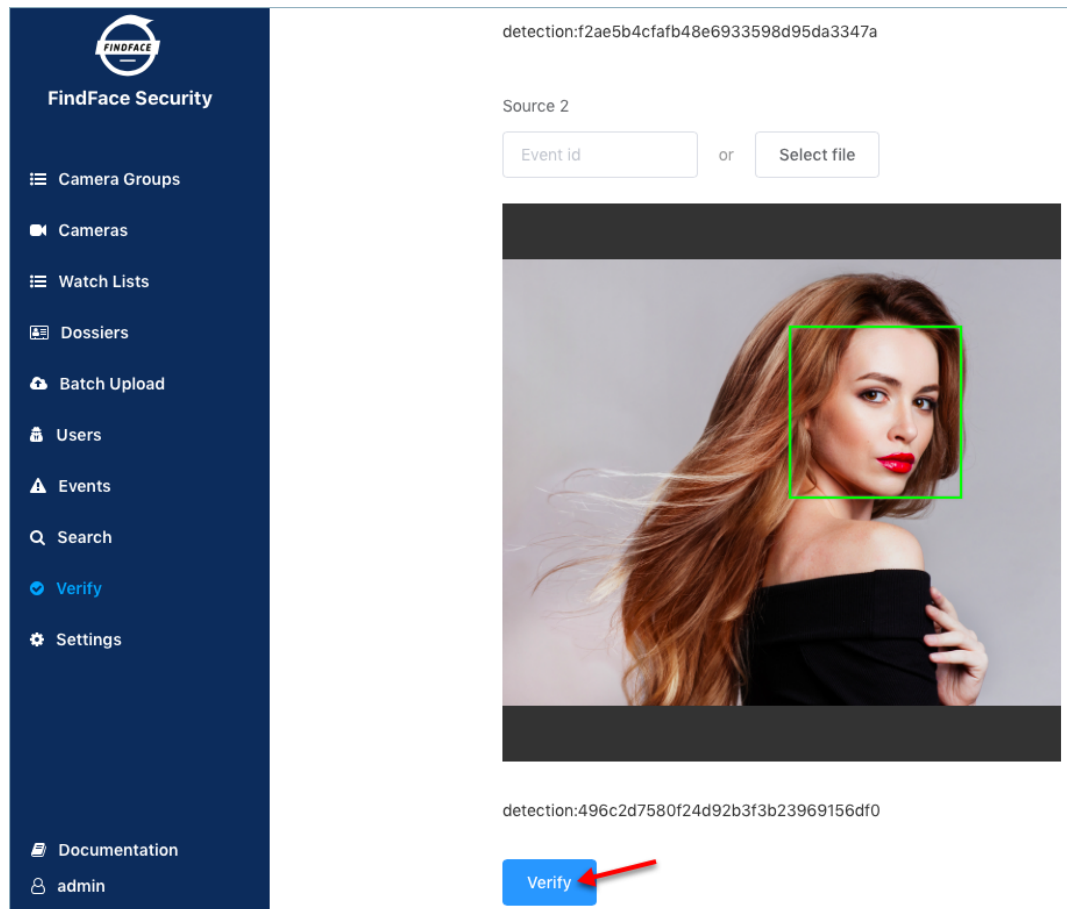 FINDFACE
FindFace Security
Camera Groups
Cameras
Watch Lists
Dossiers
Batch Upload
Users
Events
Search
Verify
Settings
Documentation
admin
detection:f2ae5b4cfafb48e6933598d95da3347a
Source 2
Event id or Select file
detection:496c2d7580f24d92b3f3b23969156df0
Verify